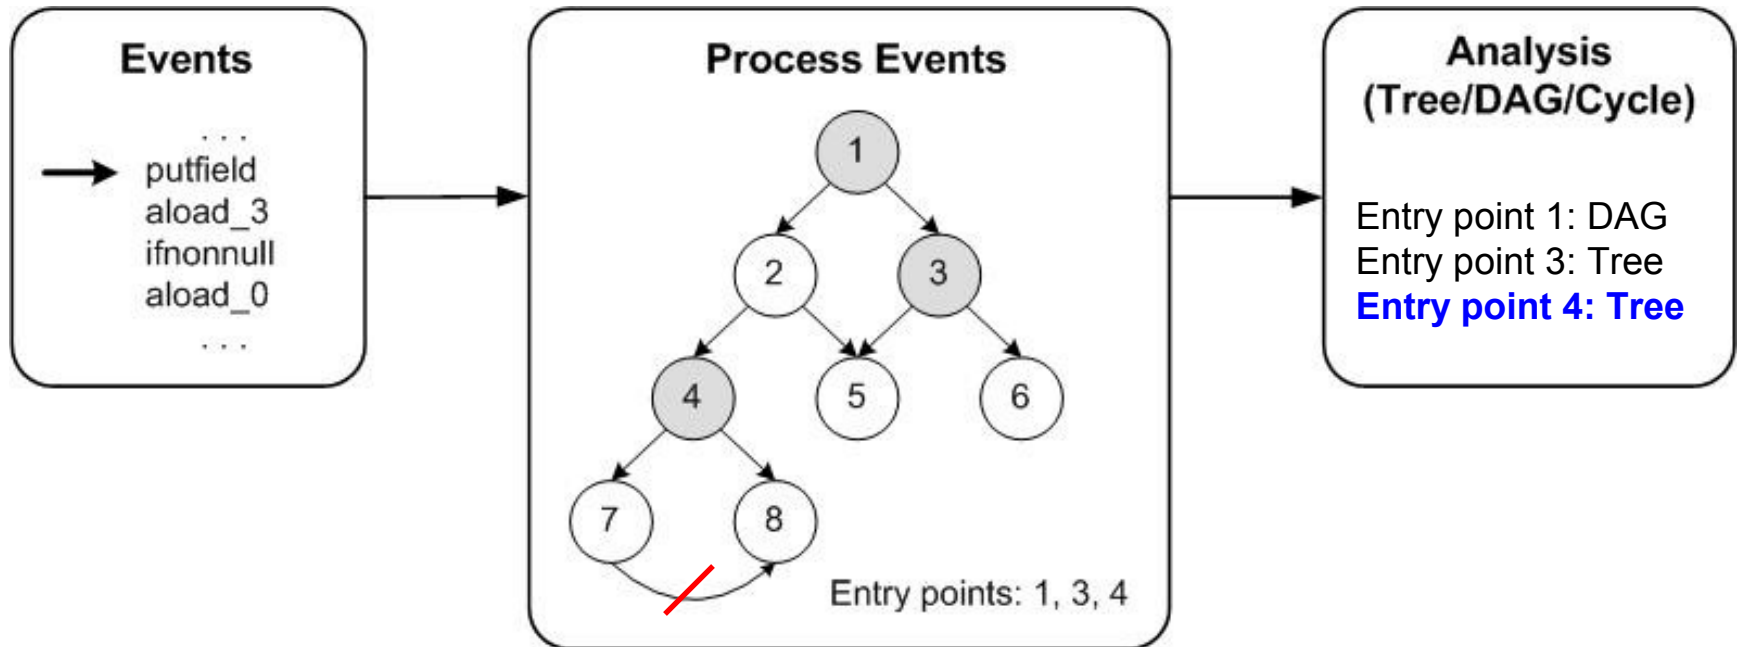 Events
. . .
putfield
aload_3
ifnonnull
aload_0
. . .
Process Events
1
2
3
4
5
6
7
8
Entry points: 1, 3, 4
Analysis
(Tree/DAG/Cycle)
Entry point 1: DAG
Entry point 3: Tree
Entry point 4: Tree